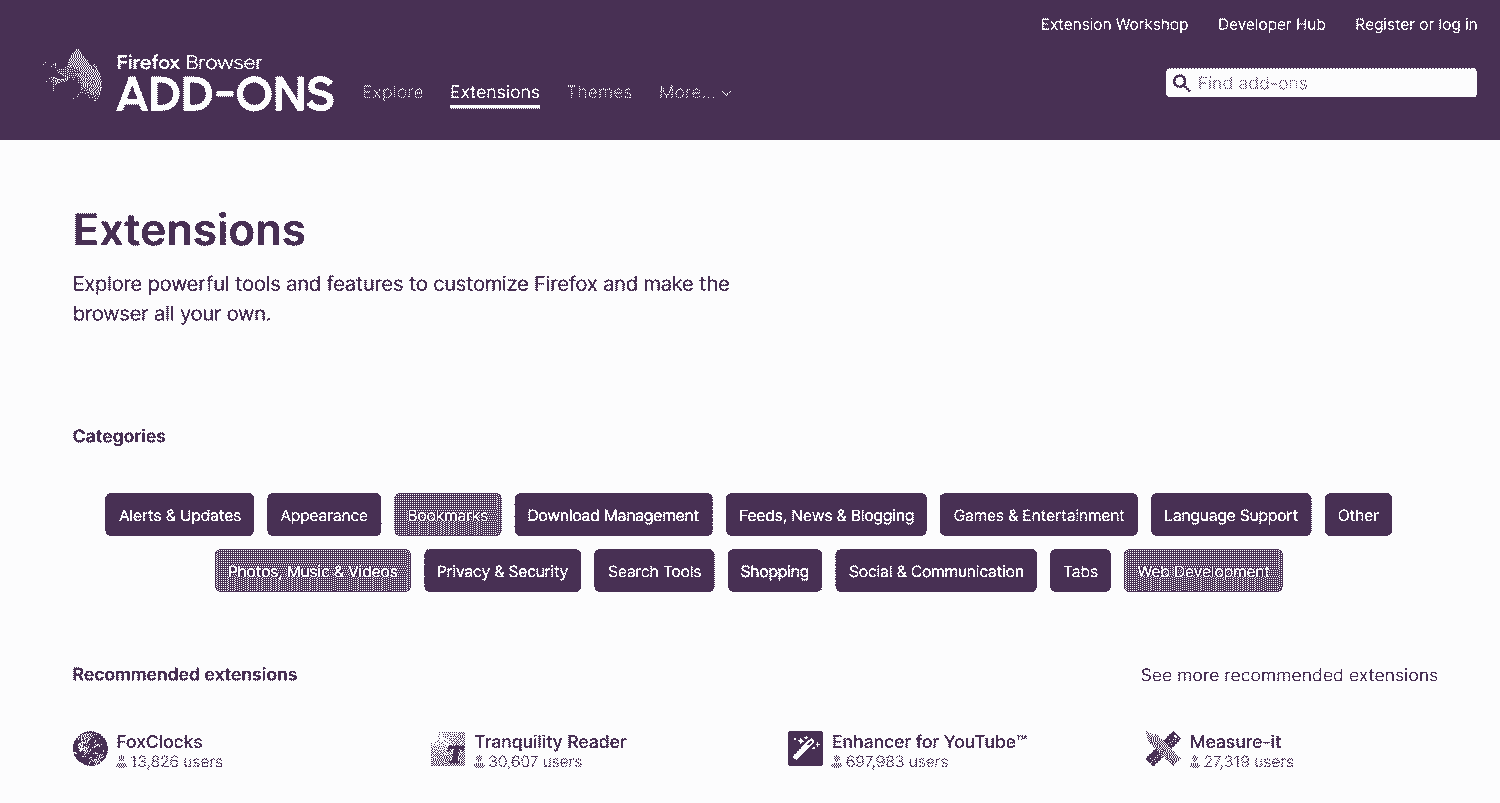 Extension Workshop Developer Hub Register or log in
Firefox Browser
ADD-ONS
Explore Extensions Themes More...
Find add-ons
Extensions
Explore powerful tools and features to customize Firefox and make the
browser all your own.
Categories
Alerts & Updates Appearance Bookmarks Download Management Feeds, News & Blogging Games & Entertainment Language Support Other
Photos, Music & Videos Privacy & Security Search Tools Shopping Social & Communication Tabs Web Development
Recommended extensions See more recommended extensions
FoxClocks Tranquility Reader Enhancer for YouTube™ Measure-it
13,826 users 30,607 users 697,983 users 27,319 users